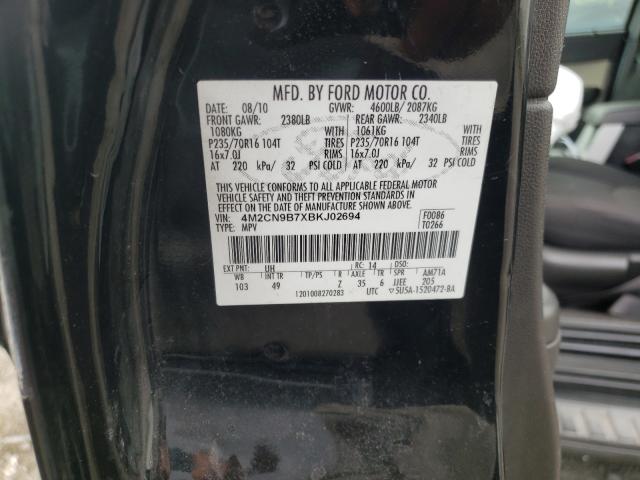 MFD. BY FORD MOTOR CO.
DATE: 08/10 GVWR: 4600LB/ 2087KG
FRONT GAWR: 2380LB REAR GAWR: 2340LB
1080KG WITH 1061KG WITH
P235/70R16 104T TIRES P235/70R16 104T TIRES
16x7.0J RIMS 16x7.0J RIMS
AT 220 kPa/ 32 PSI COLD AT 220 kPa/ 32 PSI COLD
THIS VEHICLE CONFORMS TO ALL APPLICABLE FEDERAL MOTOR
VEHICLE SAFETY AND THEFT PREVENTION STANDARDS IN
EFFECT ON THE DATE OF MANUFACTURE SHOWN ABOVE.
VIN: 4M2CN9B7XBKJ02694 F0086
TYPE: MPV T0266
EXT PNT: UH RC: 14 DSO:
WB INT TR TP/PS R AXLE TR SPR AM71A
103 49 Z 35 6 JJEE 205
1201008270283 UTC 5U5A-1520472-BA